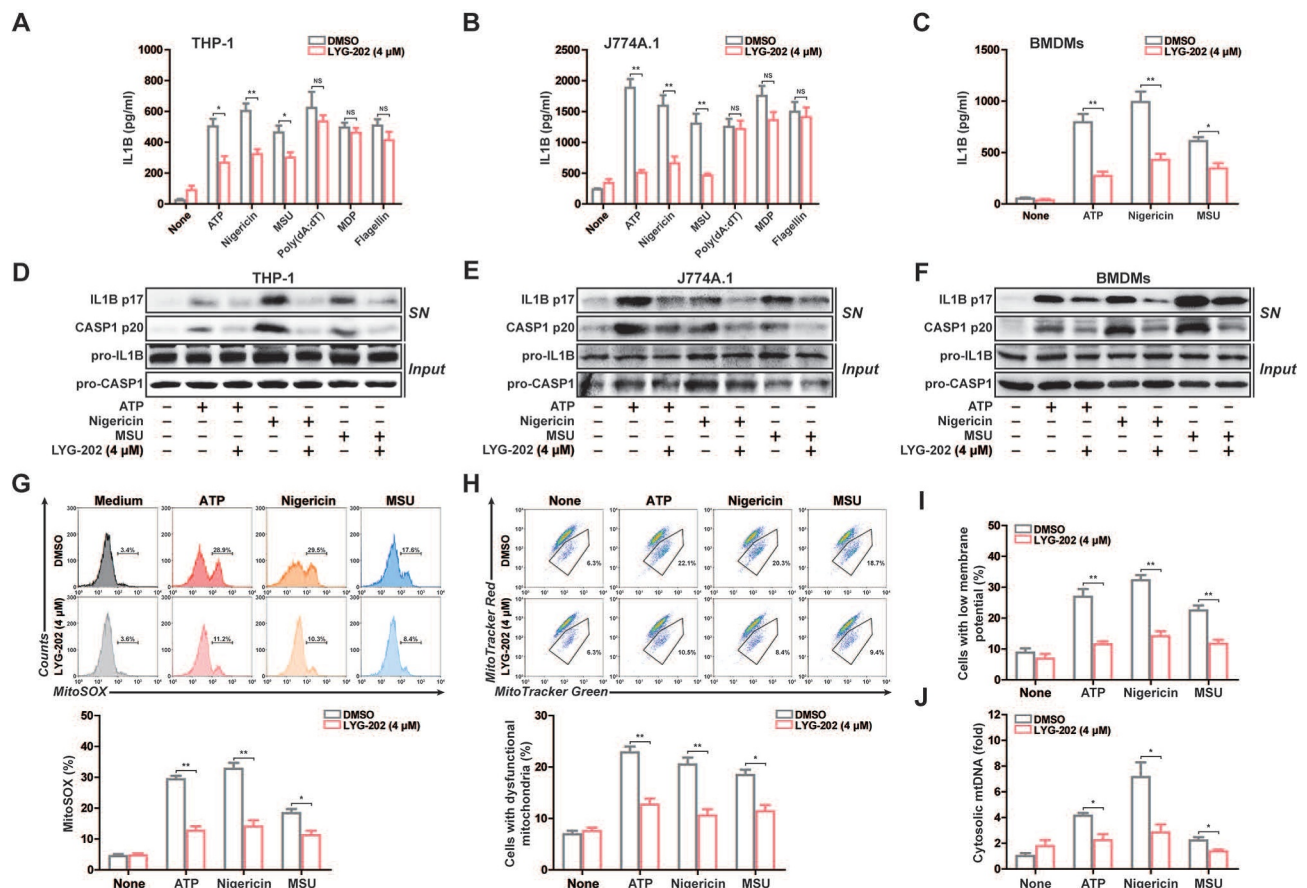 A
THP-1
DMSO
LYG-202 (4 μM)
IL1B (pg/ml)
1000
800
600
400
200
0
*
**
*
NS
NS
NS
None
ATP
Nigericin
MSU
Poly(dA:dT)
MDP
Flagellin
B
J774A.1
DMSO
LYG-202 (4 μM)
IL1B (pg/ml)
2500
2000
1500
1000
500
0
**
**
**
NS
NS
NS
None
ATP
Nigericin
MSU
Poly(dA:dT)
MDP
Flagellin
C
BMDMs
DMSO
LYG-202 (4 μM)
IL1B (pg/ml)
1500
1000
500
0
**
**
*
None
ATP
Nigericin
MSU
D
THP-1
IL1B p17
CASP1 p20
pro-IL1B
pro-CASP1
SN
Input
ATP – + + – – – –
Nigericin – – – + + – –
MSU – – – – – + +
LYG-202 (4 μM) – – + – + – +
E
J774A.1
IL1B p17
CASP1 p20
pro-IL1B
pro-CASP1
SN
Input
ATP – + + – – – –
Nigericin – – – + + – –
MSU – – – – – + +
LYG-202 (4 μM) – – + – + – +
F
BMDMs
IL1B p17
CASP1 p20
pro-IL1B
pro-CASP1
SN
Input
ATP – + + – – – –
Nigericin – – – + + – –
MSU – – – – – + +
LYG-202 (4 μM) – – + – + – +
G
Medium
ATP
Nigericin
MSU
Counts
DMSO
300
200
100
0
3.4%
28.9%
29.5%
17.6%
LYG-202 (4 μM)
3.6%
11.2%
10.3%
8.4%
MitoSOX
DMSO
LYG-202 (4 μM)
MitoSOX (%)
50
40
30
20
10
0
**
**
*
None
ATP
Nigericin
MSU
H
None
ATP
Nigericin
MSU
MitoTracker Red
DMSO
6.3%
22.1%
20.3%
18.7%
LYG-202 (4 μM)
6.3%
10.5%
8.4%
9.4%
MitoTracker Green
DMSO
LYG-202 (4 μM)
Cells with dysfunctional
mitochondria (%)
30
20
10
0
**
**
*
None
ATP
Nigericin
MSU
I
DMSO
LYG-202 (4 μM)
Cells with low membrane
potential (%)
50
40
30
20
10
0
**
**
**
None
ATP
Nigericin
MSU
J
DMSO
LYG-202 (4 μM)
Cytosolic mtDNA (fold)
12
10
8
6
4
2
0
*
*
*
None
ATP
Nigericin
MSU